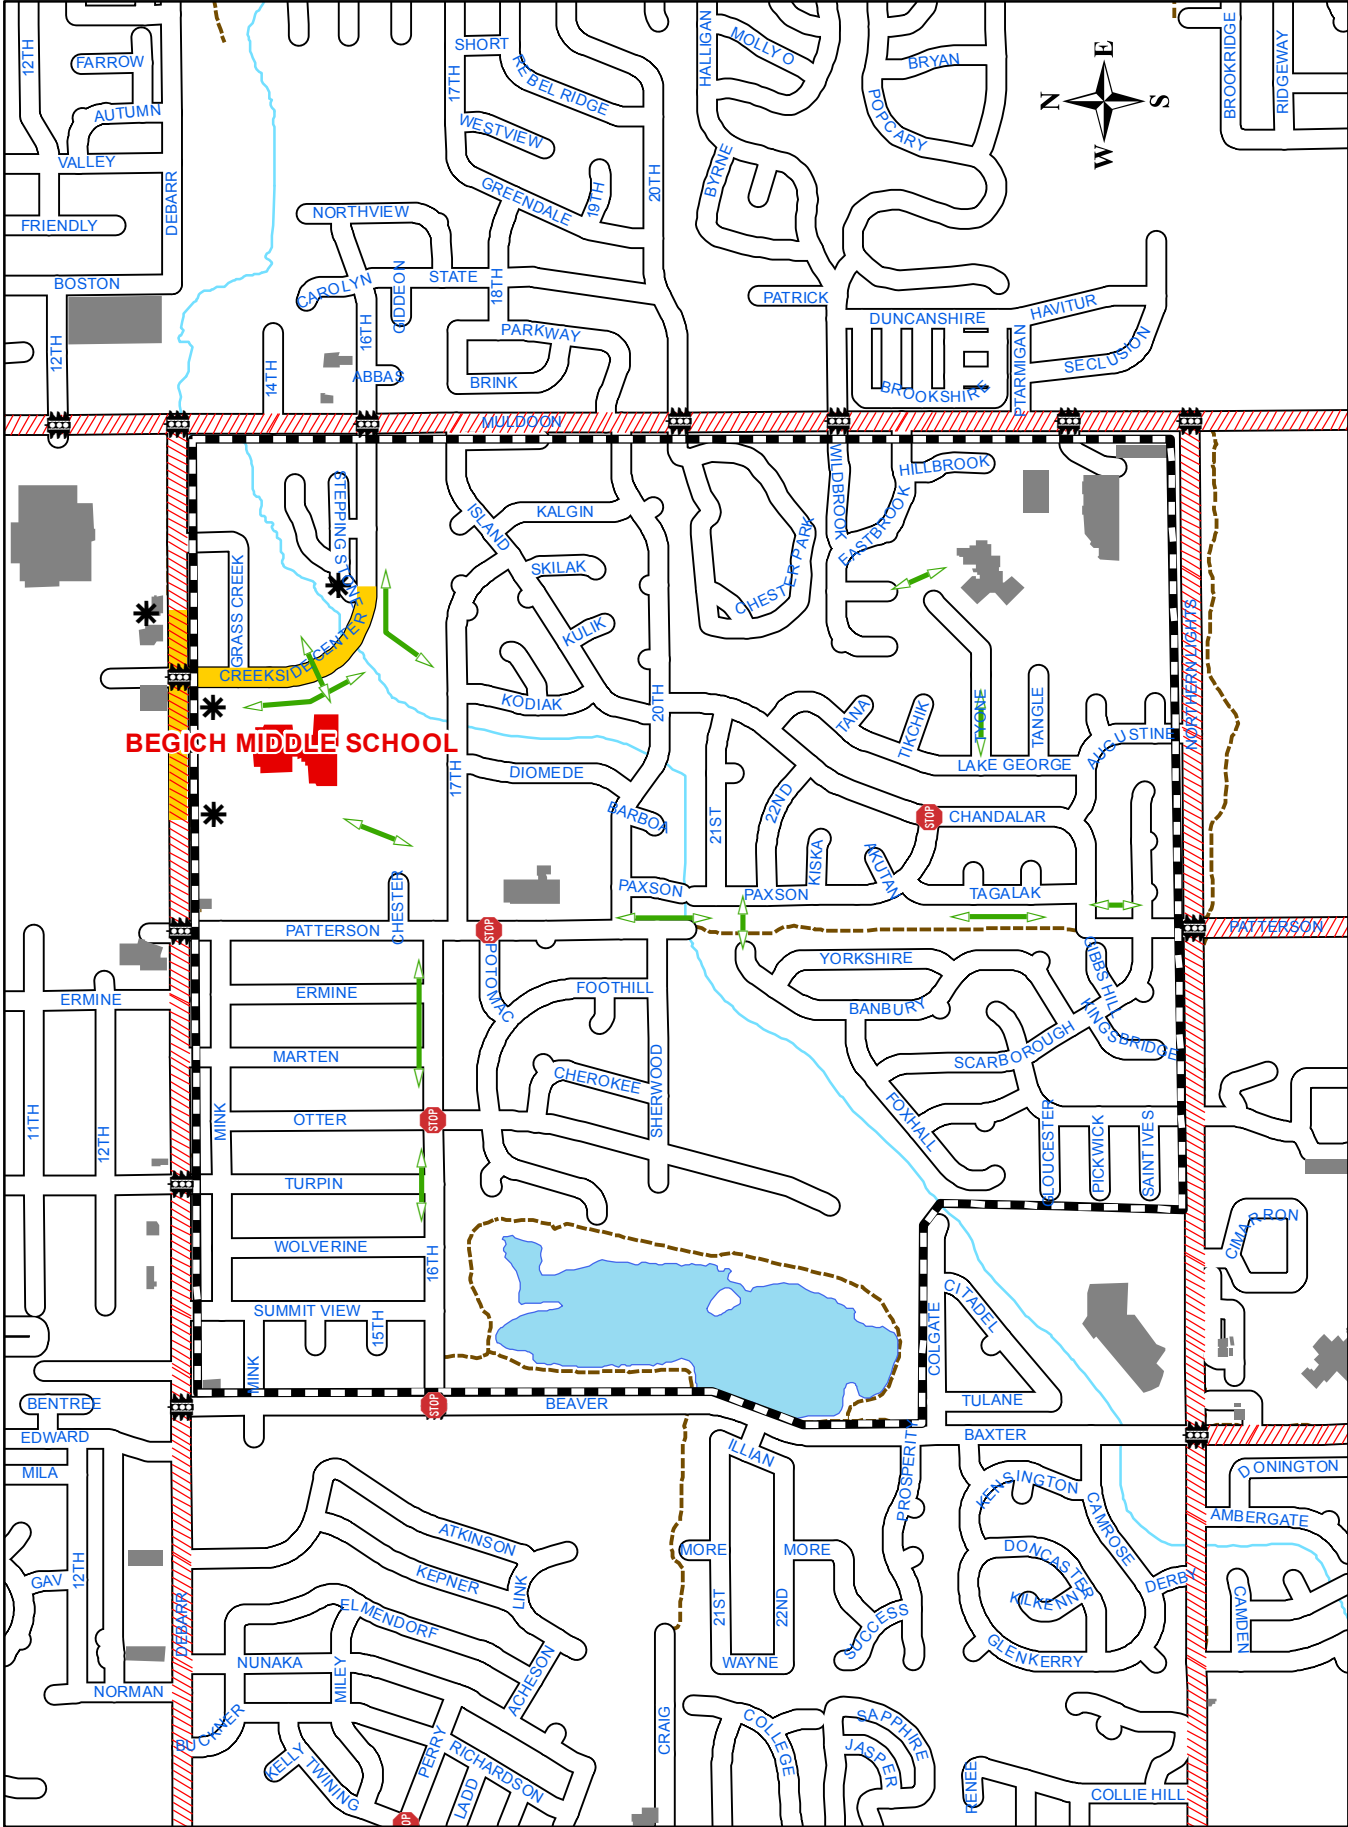 12TH
FARROW
AUTUMN
VALLEY
DEBARR
FRIENDLY
BOSTON
12TH
SHORT
17TH
REBEL RIDGE
WESTVIEW
GREENDALE
19TH
20TH
NORTHVIEW
CAROLYN
GIDDEON
STATE
18TH
16TH
14TH
ABBAS
PARKWAY
BRINK
HALLIGAN
MOLLY O
BRYAN
POPCARY
BYRNE
PATRICK
DUNCANSHIRE
HAVITUR
PTARMIGAN
SECLUSION
BROOKSHIRE
BROOKRIDGE
RIDGEWAY
N
E
S
W
MULDOON
STEPPING STONE
GRASS CREEK
CREEKSIDE CENTER
ISLAND
KALGIN
SKILAK
KULIK
KODIAK
20TH
CHESTER PARK
WILDBROOK
EASTBROOK
HILLBROOK
NORTHERN LIGHTS
BEGICH MIDDLE SCHOOL
17TH
DIOMEDE
BARBOA
21ST
22ND
TANA
TIKCHIK
TYONE
TANGLE
AUGUSTINE
LAKE GEORGE
STOP
CHANDALAR
KISKA
AKUTAN
TAGALAK
PAXSON
PAXSON
CHESTER
PATTERSON
STOP
POTOMAC
PATTERSON
ERMINE
ERMINE
MARTEN
MINK
OTTER
STOP
TURPIN
WOLVERINE
16TH
SUMMIT VIEW
15TH
MINK
11TH
12TH
FOOTHILL
CHEROKEE
SHERWOOD
YORKSHIRE
BANBURY
GIBBS HILL
KINGSBRIDGE
SCARBOROUGH
FOXHALL
GLOUCESTER
PICKWICK
SAINT IVES
CIMARRON
CITADEL
COLGATE
TULANE
STOP
BEAVER
BAXTER
BENTREE
EDWARD
MILA
GAV
12TH
NORMAN
DEBARR
ILLIAN
PROSPERITY
KENSINGTON
CAMROSE
DONINGTON
AMBERGATE
ATKINSON
KEPNER
LINK
ELMENDORF
MORE
MORE
21ST
22ND
SUCCESS
DONCASTER
KILKENNY
DERBY
CAMDEN
GLENKERRY
NUNAKA
MILEY
ACHESON
WAYNE
BUCKNER
KELLY
TWINING
PERRY
RICHARDSON
LADD
CRAIG
COLLEGE
SAPPHIRE
JASPER
RENEE
COLLIE HILL
OP